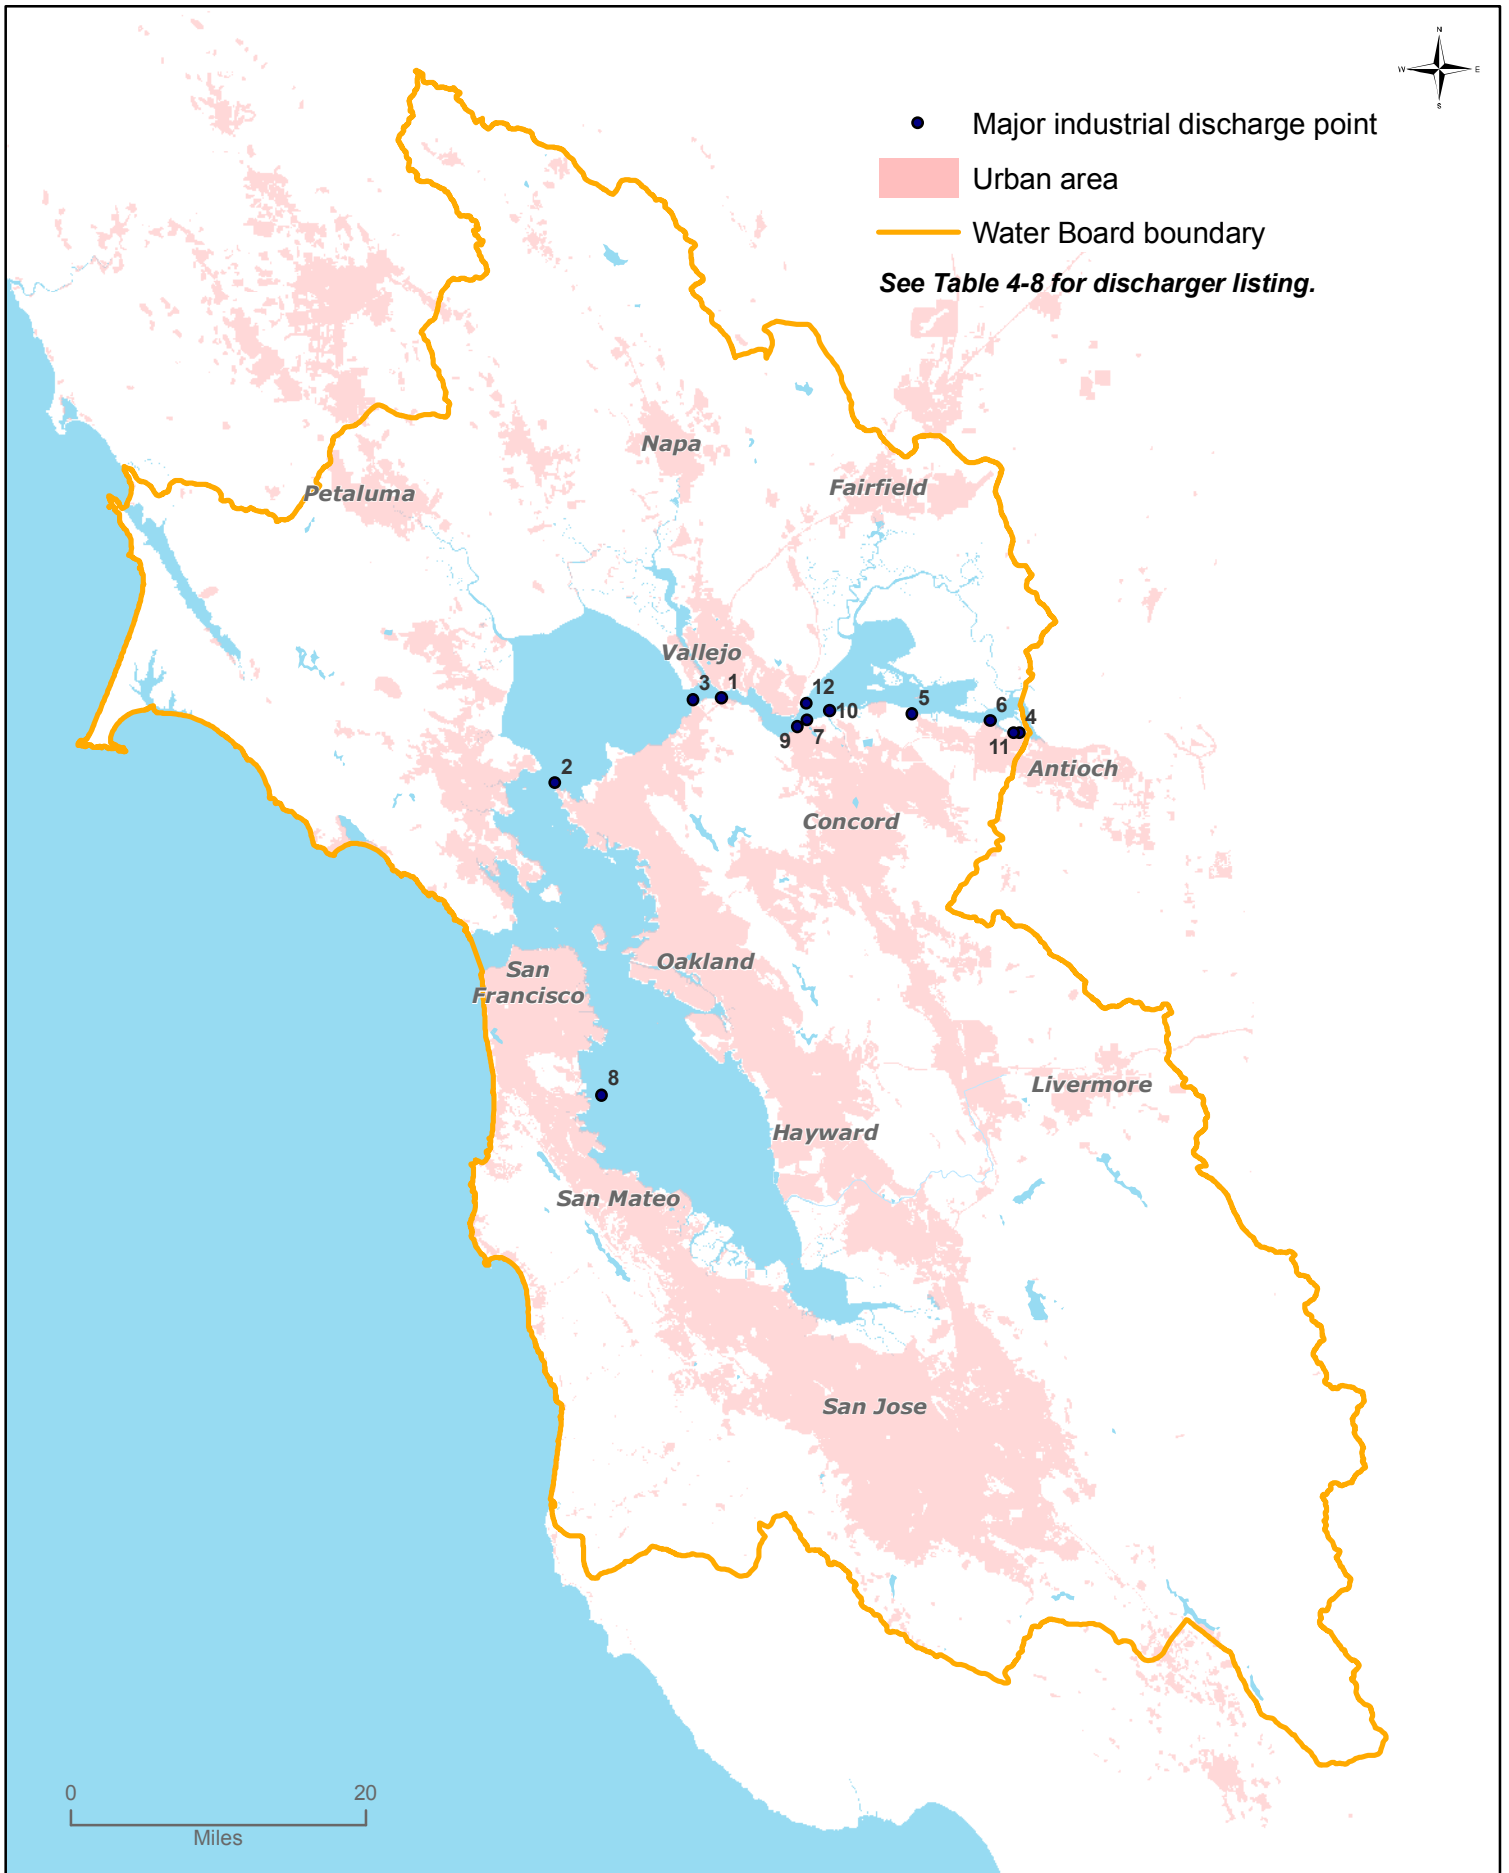 N
W E
S
Major industrial discharge point
Urban area
Water Board boundary
See Table 4-8 for discharger listing.
Napa
Fairfield
Petaluma
Vallejo
3 1
12
5
10
6
4
9 7
11
Antioch
2
Concord
Oakland
San
Francisco
8
Livermore
Hayward
San Mateo
San Jose
0 20
Miles